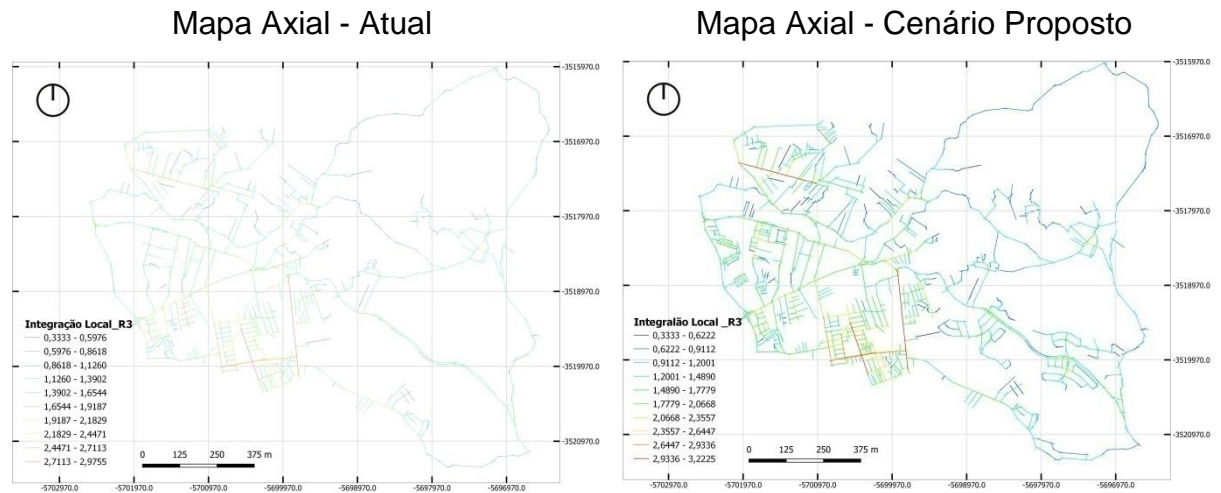 Mapa Axial - Atual
Mapa Axial - Cenário Proposto
-3515970.0
-3516970.0
-3517970.0
-3518970.0
-3519970.0
-3520970.0
Integração Local_R3
0,3333 - 0,5976
0,5976 - 0,8618
0,8618 - 1,1260
1,1260 - 1,3902
1,3902 - 1,6544
1,6544 - 1,9187
1,9187 - 2,1829
2,1829 - 2,4471
2,4471 - 2,7113
2,7113 - 2,9755
0 125 250 375 m
-5702970.0 -5701970.0 -5700970.0 -5699970.0 -5698970.0 -5697970.0 -5696970.0
-3515970.0
-3516970.0
-3517970.0
-3518970.0
-3519970.0
-3520970.0
Integralão Local _R3
0,3333 - 0,6222
0,6222 - 0,9112
0,9112 - 1,2001
1,2001 - 1,4890
1,4890 - 1,7779
1,7779 - 2,0668
2,0668 - 2,3557
2,3557 - 2,6447
2,6447 - 2,9336
2,9336 - 3,2225
0 125 250 375 m
-5702970.0 -5701970.0 -5700970.0 -5699970.0 -5698970.0 -5697970.0 -5696970.0